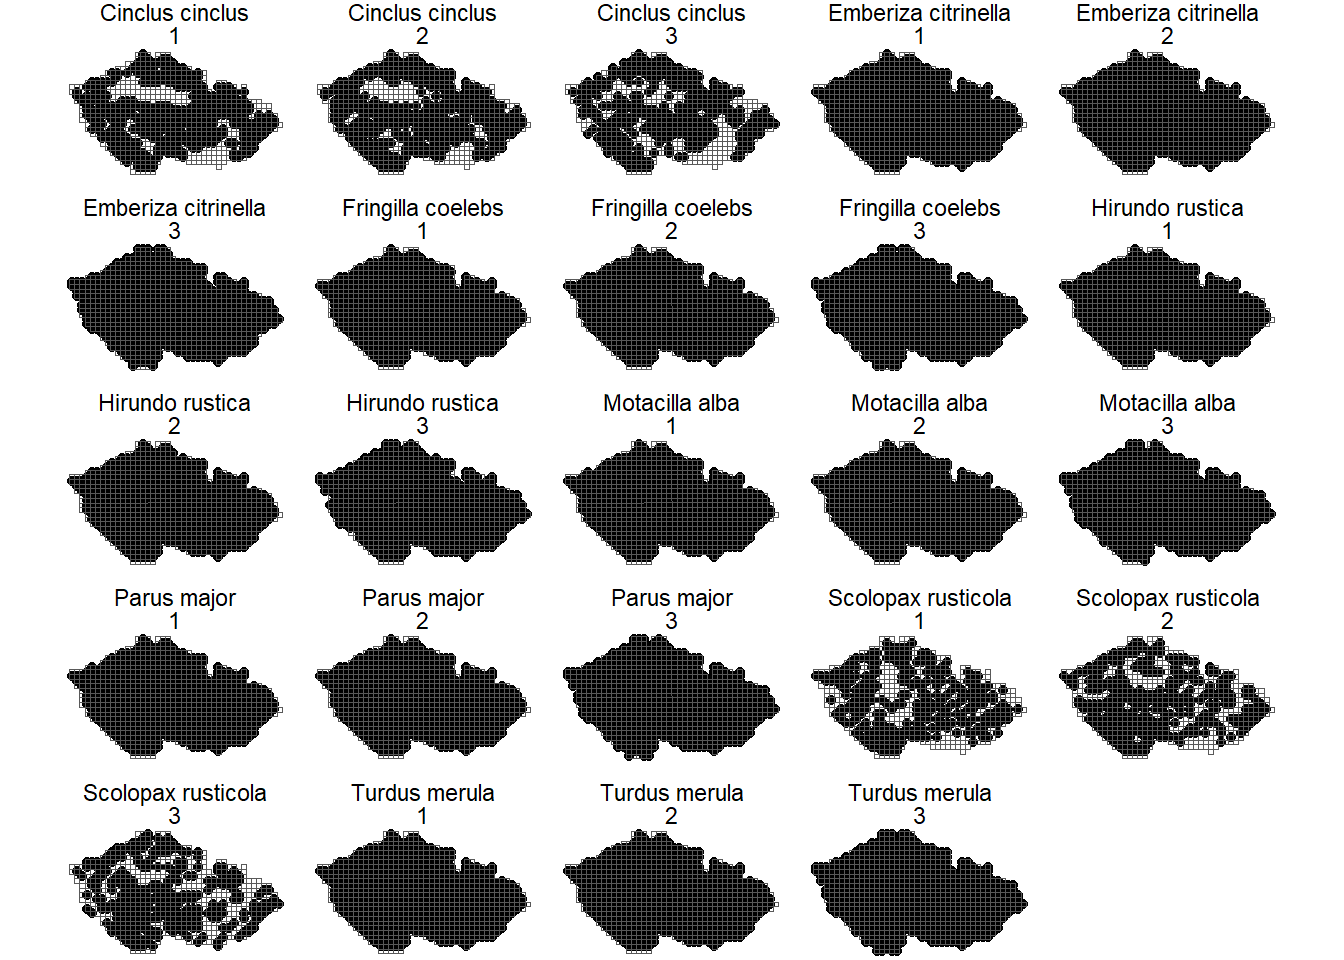 Cinclus cinclus
1
Cinclus cinclus
2
Cinclus cinclus
3
Emberiza citrinella
1
Emberiza citrinella
2
Emberiza citrinella
3
Fringilla coelebs
1
Fringilla coelebs
2
Fringilla coelebs
3
Hirundo rustica
1
Hirundo rustica
2
Hirundo rustica
3
Motacilla alba
1
Motacilla alba
2
Motacilla alba
3
Parus major
1
Parus major
2
Parus major
3
Scolopax rusticola
1
Scolopax rusticola
2
Scolopax rusticola
3
Turdus merula
1
Turdus merula
2
Turdus merula
3